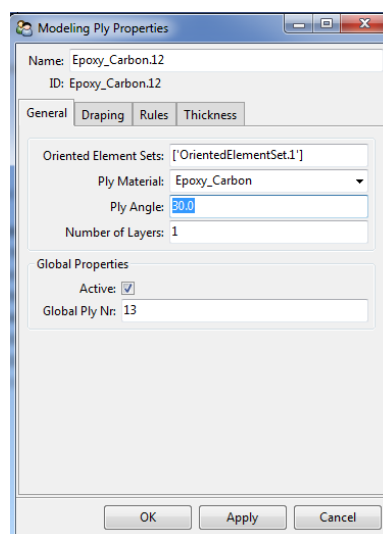 Modeling Ply Properties
Name: Epoxy_Carbon.12
ID: Epoxy_Carbon.12
General Draping Rules Thickness
Oriented Element Sets: ['OrientedElementSet.1']
Ply Material: Epoxy_Carbon
Ply Angle: 30.0
Number of Layers: 1
Global Properties
Active:
Global Ply Nr: 13
OK Apply Cancel